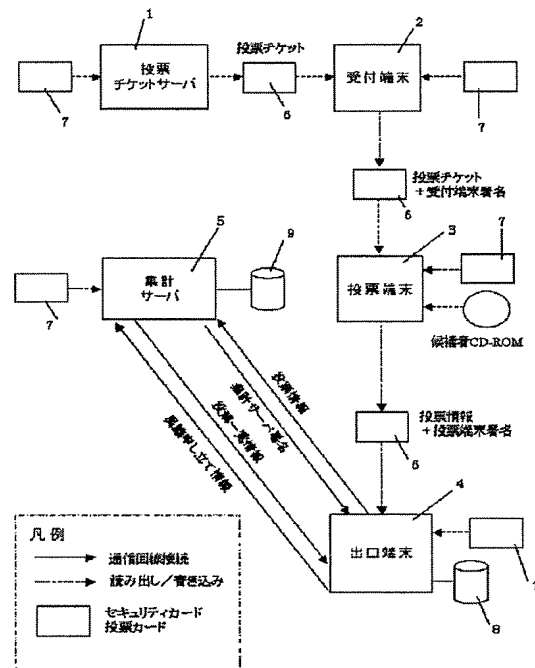 1
投票
チケットサーバ
7
投票チケット
6
2
受付端末
7
投票チケット
+受付端末署名
6
3
投票端末
7
候補者CD-ROM
5
集計
サーバ
9
7
投票情報
集計サーバ署名
投票一覧情報
異議申し立て情報
投票情報
+投票端末署名
6
4
出口端末
7
8
凡例
通信回線接続
読み出し/書き込み
セキュリティカード
投票カード